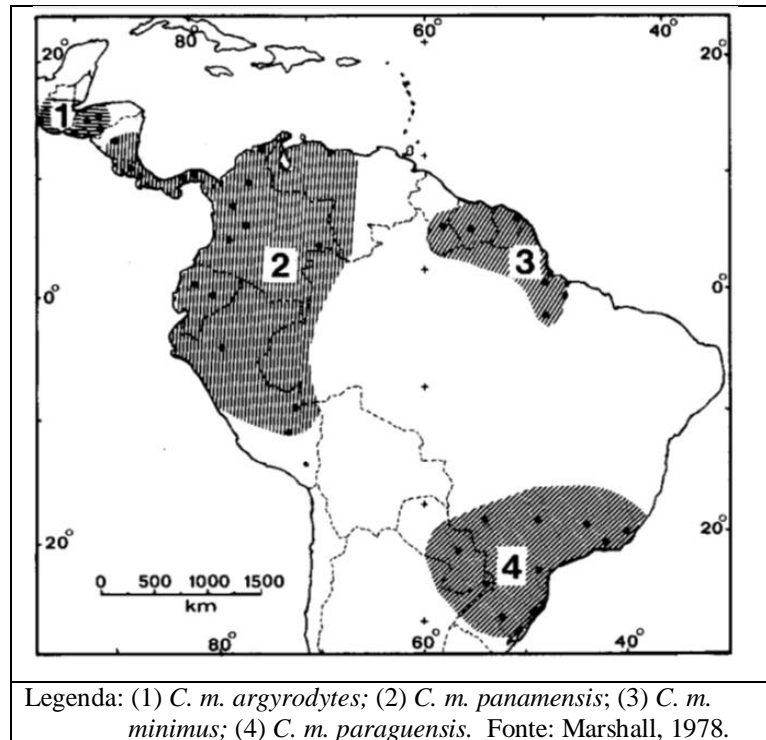 80° 60° 40°
20° 20°
1
2
3
0° 0°
20° 20°
4
0 500 1000 1500
km
80° 60° 40°
Legenda: (1) C. m. argyrodytes; (2) C. m. panamensis; (3) C. m.
minimus; (4) C. m. paraguensis. Fonte: Marshall, 1978.